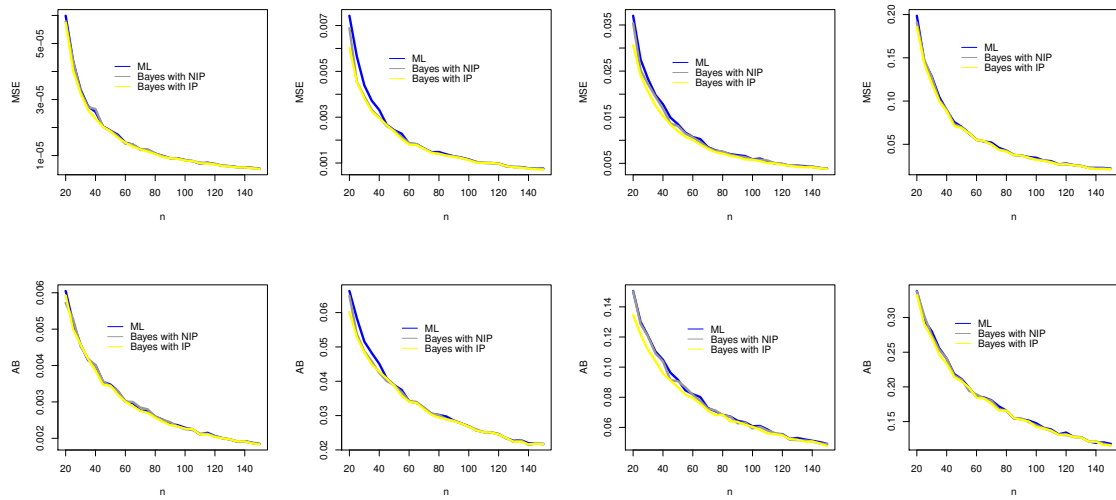 MSE
5e-05
3e-05
1e-05
ML
Bayes with NIP
Bayes with IP
20 40 60 80 100 120 140
n
MSE
0.007
0.005
0.003
0.001
ML
Bayes with NIP
Bayes with IP
20 40 60 80 100 120 140
n
MSE
0.035
0.025
0.015
0.005
ML
Bayes with NIP
Bayes with IP
20 40 60 80 100 120 140
n
MSE
0.20
0.15
0.10
0.05
ML
Bayes with NIP
Bayes with IP
20 40 60 80 100 120 140
n
AB
0.006
0.005
0.004
0.003
0.002
ML
Bayes with NIP
Bayes with IP
20 40 60 80 100 120 140
n
AB
0.06
0.05
0.04
0.03
0.02
ML
Bayes with NIP
Bayes with IP
20 40 60 80 100 120 140
n
AB
0.14
0.12
0.10
0.08
0.06
ML
Bayes with NIP
Bayes with IP
20 40 60 80 100 120 140
n
AB
0.30
0.25
0.20
0.15
ML
Bayes with NIP
Bayes with IP
20 40 60 80 100 120 140
n